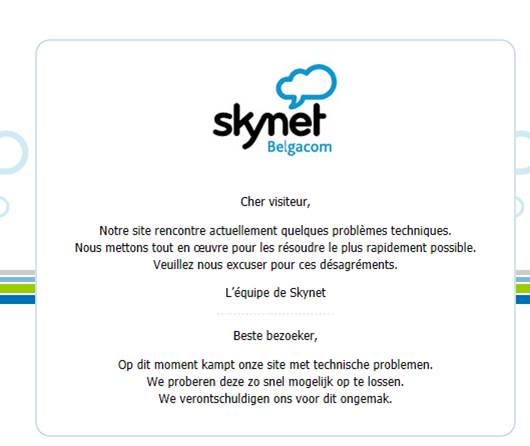 skynet
Belgacom
Cher visiteur,
Notre site rencontre actuellement quelques problèmes techniques.
Nous mettons tout en œuvre pour les résoudre le plus rapidement possible.
Veuillez nous excuser pour ces désagréments.
L'équipe de Skynet
Beste bezoeker,
Op dit moment kampt onze site met technische problemen.
We proberen deze zo snel mogelijk op te lossen.
We verontschuldigen ons voor dit ongemak.